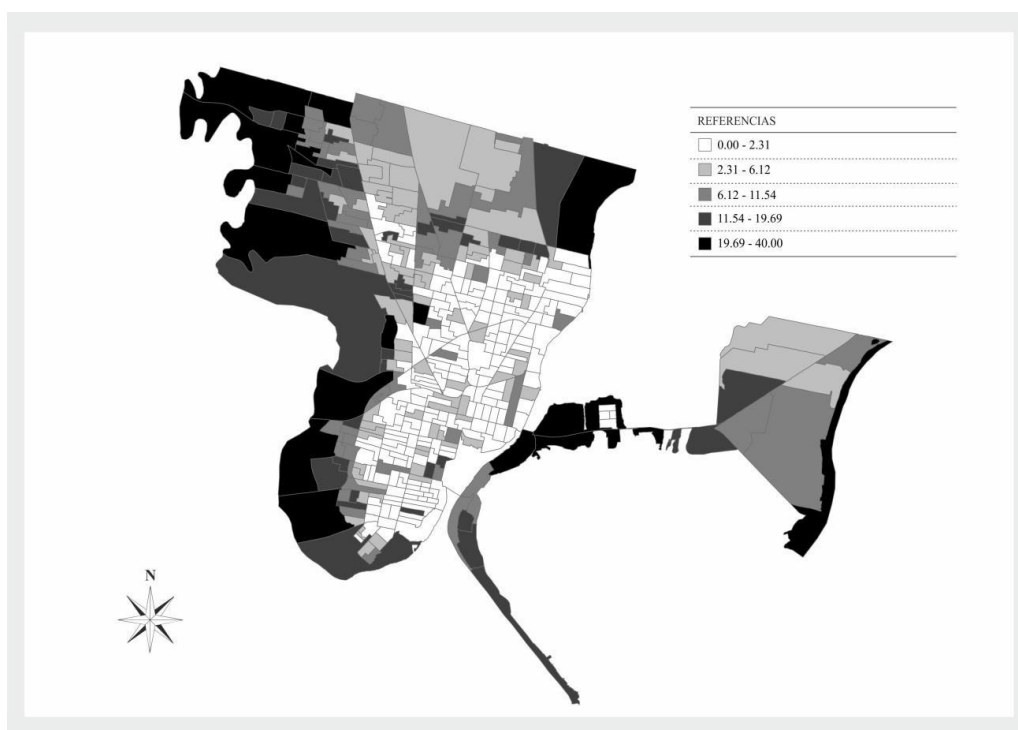 REFERENCIAS
0.00 - 2.31
2.31 - 6.12
6.12 - 11.54
11.54 - 19.69
19.69 - 40.00
N